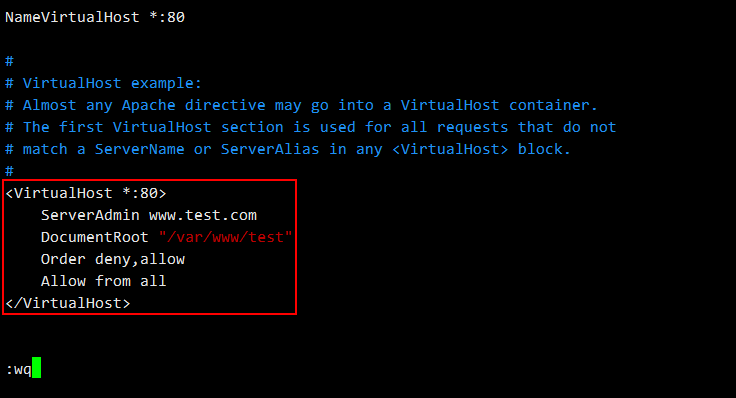 NameVirtualHost *:80
#
# VirtualHost example:
# Almost any Apache directive may go into a VirtualHost container.
# The first VirtualHost section is used for all requests that do not
# match a ServerName or ServerAlias in any <VirtualHost> block.
#
<VirtualHost *:80>
    ServerAdmin www.test.com
    DocumentRoot "/var/www/test"
    Order deny,allow
    Allow from all
</VirtualHost>
:wq